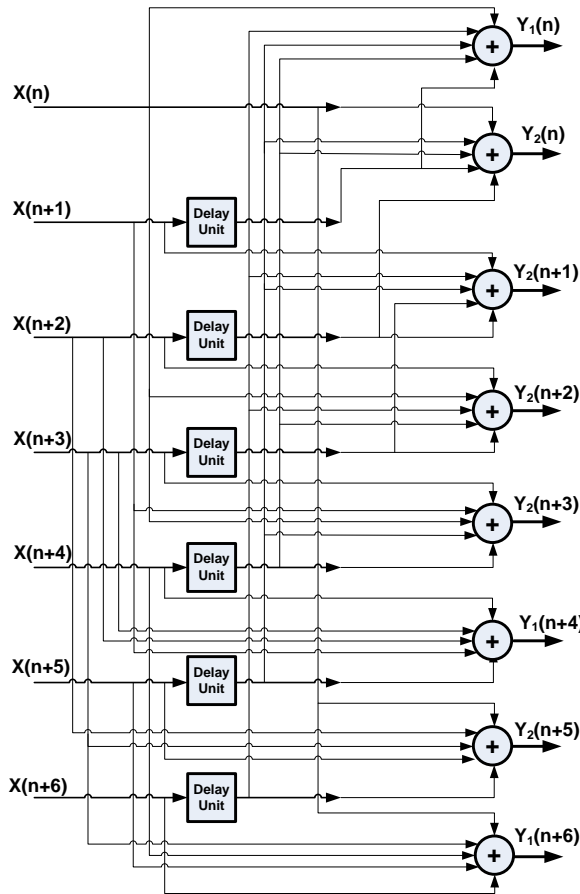 Y1(n)
+
X(n)
Y2(n)
+
X(n+1)
Delay
Unit
Y2(n+1)
+
X(n+2)
Delay
Unit
Y2(n+2)
+
X(n+3)
Delay
Unit
Y2(n+3)
+
X(n+4)
Delay
Unit
Y1(n+4)
+
X(n+5)
Delay
Unit
Y2(n+5)
+
X(n+6)
Delay
Unit
Y1(n+6)
+